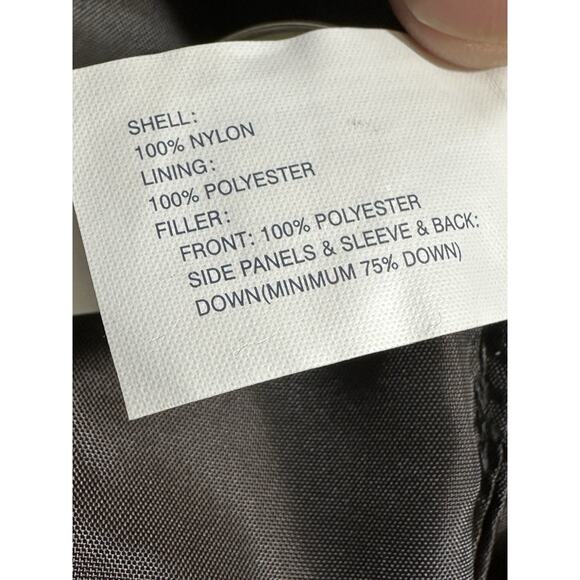 SHELL:
100% NYLON
LINING:
100% POLYESTER
FILLER:
FRONT: 100% POLYESTER
SIDE PANELS & SLEEVE & BACK:
DOWN(MINIMUM 75% DOWN)